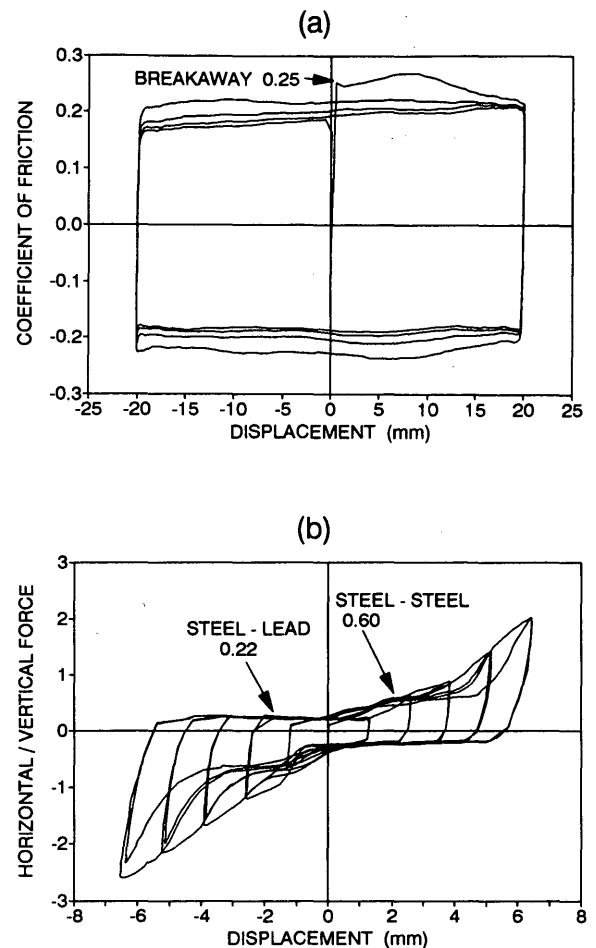 (a)
BREAKAWAY 0.25
0.3
0.2
0.1
0.0
-0.1
-0.2
-0.3
COEFFICIENT OF FRICTION
-25 -20 -15 -10 -5 0 5 10 15 20 25
DISPLACEMENT (mm)
(b)
STEEL - LEAD
0.22
STEEL - STEEL
0.60
3
2
1
0
-1
-2
-3
HORIZONTAL / VERTICAL FORCE
-8 -6 -4 -2 0 2 4 6 8
DISPLACEMENT (mm)